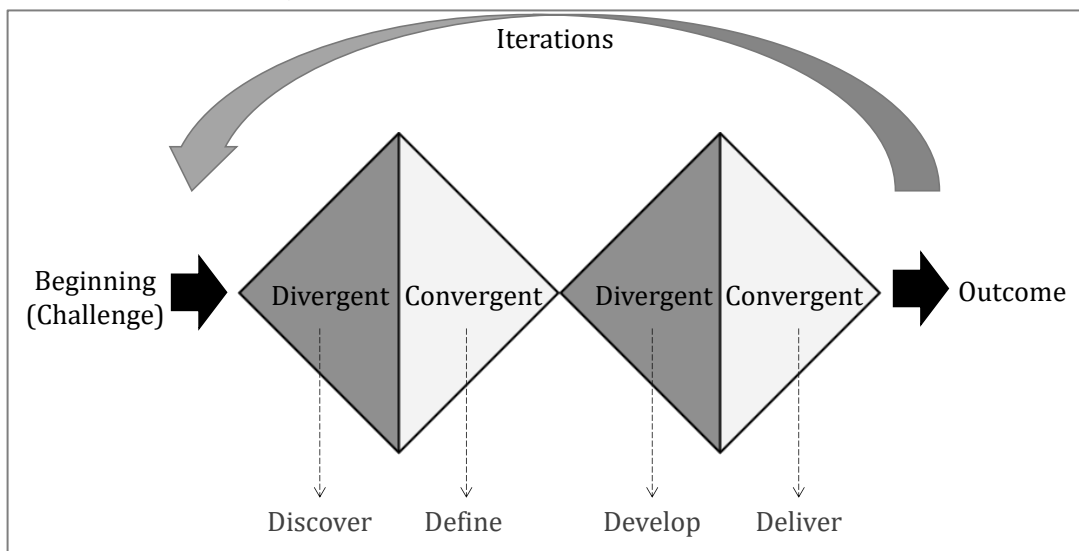 Iterations
Beginning
(Challenge)
Divergent
Convergent
Divergent
Convergent
Outcome
Discover
Define
Develop
Deliver